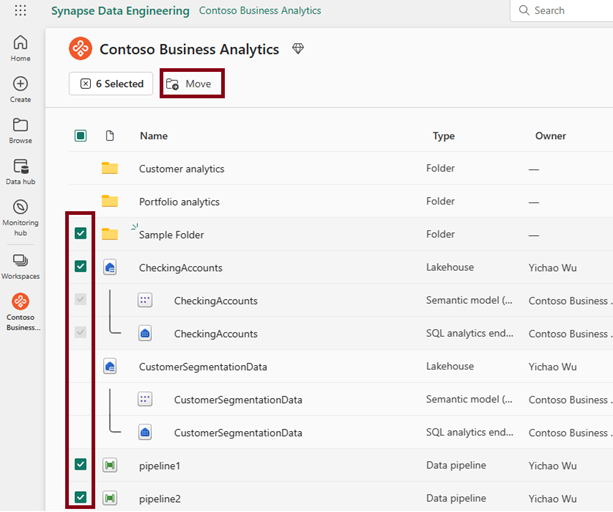 Synapse Data Engineering Contoso Business Analytics Search
Home
Create
Browse
Data hub
Monitoring
hub
Workspaces
Contoso
Business...
Contoso Business Analytics
6 Selected Move
Name Type Owner
Customer analytics Folder —
Portfolio analytics Folder —
Sample Folder Folder —
CheckingAccounts Lakehouse Yichao Wu
CheckingAccounts Semantic model (... Contoso Business ...
CheckingAccounts SQL analytics end... Contoso Business ...
CustomerSegmentationData Lakehouse Yichao Wu
CustomerSegmentationData Semantic model (... Contoso Business ...
CustomerSegmentationData SQL analytics end... Contoso Business ...
pipeline1 Data pipeline Yichao Wu
pipeline2 Data pipeline Yichao Wu